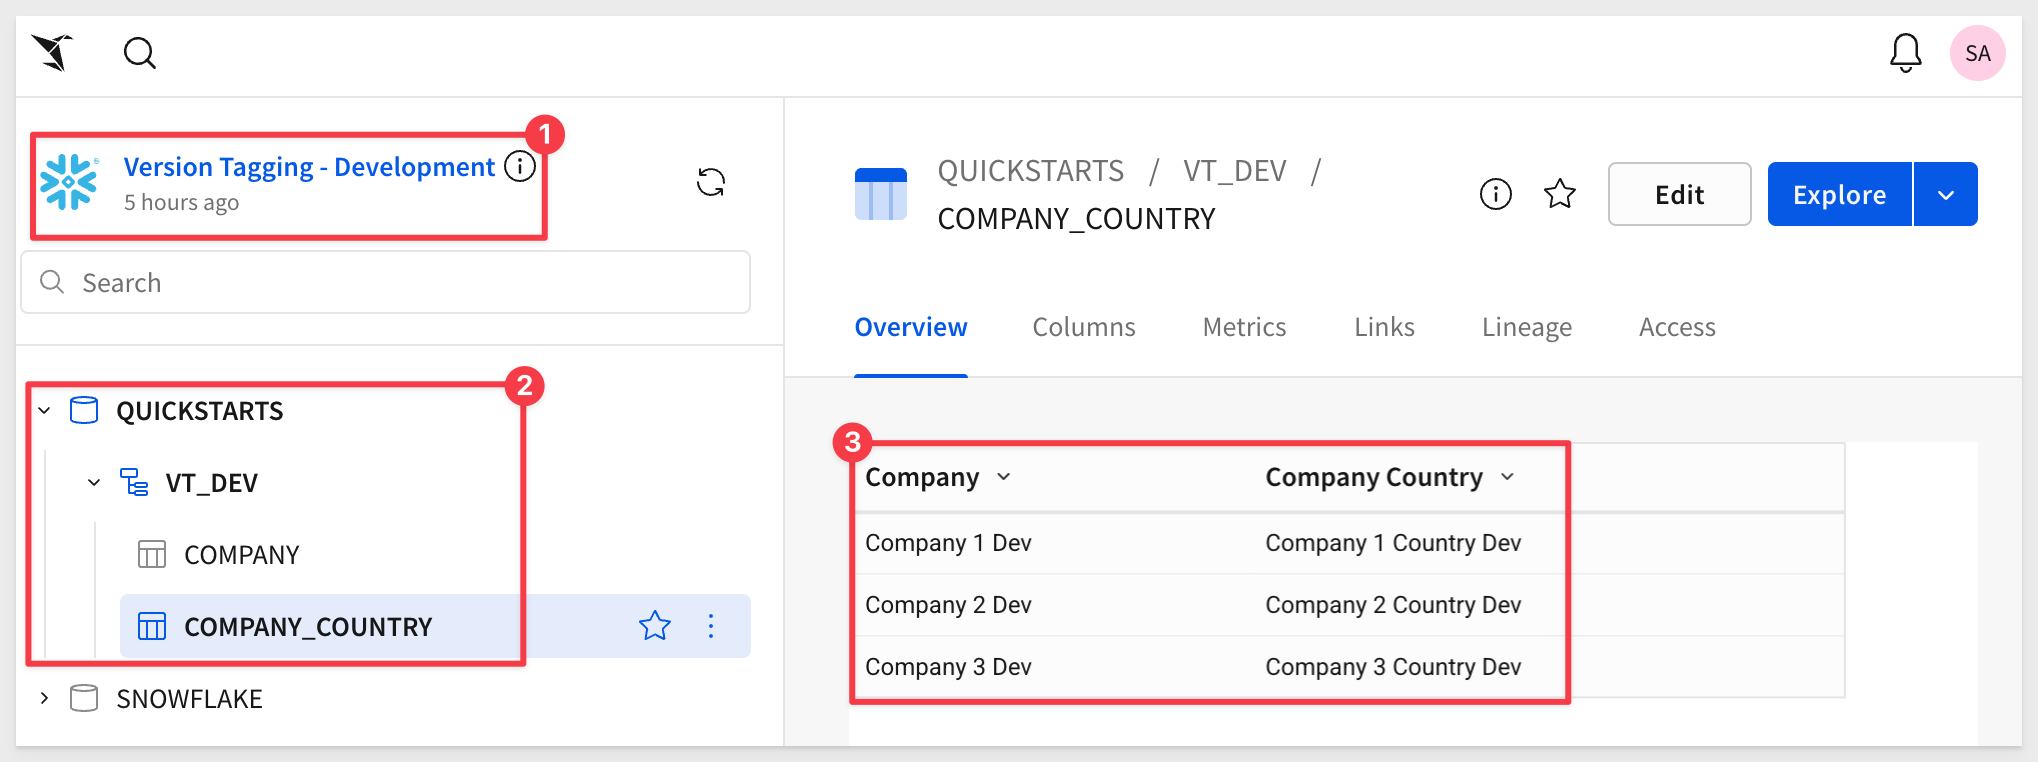 SA
1
Version Tagging - Development
5 hours ago
Search
2
QUICKSTARTS
VT_DEV
COMPANY
COMPANY_COUNTRY
SNOWFLAKE
QUICKSTARTS / VT_DEV /
COMPANY_COUNTRY
Edit
Explore
Overview Columns Metrics Links Lineage Access
3
Company Company Country
Company 1 Dev Company 1 Country Dev
Company 2 Dev Company 2 Country Dev
Company 3 Dev Company 3 Country Dev